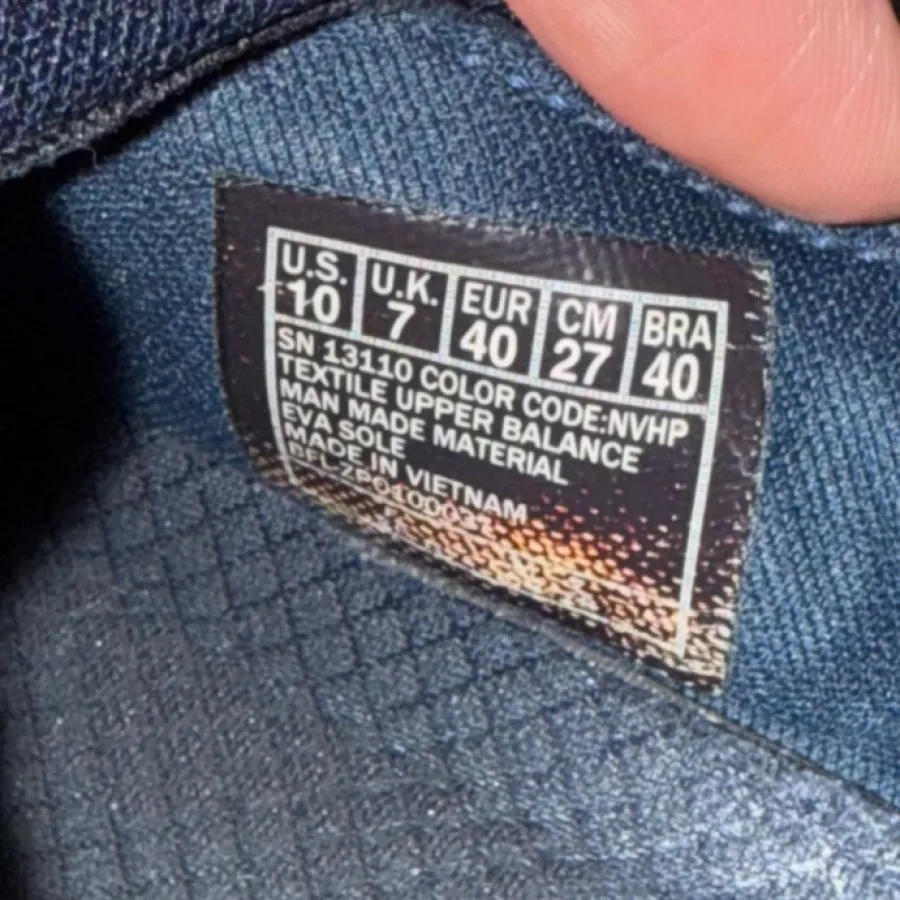 U.S. U.K. EUR CM BRA
10 7 40 27 40
SN 13110 COLOR CODE:NVHP
TEXTILE UPPER BALANCE
MAN MADE MATERIAL
EVA SOLE
MADE IN VIETNAM